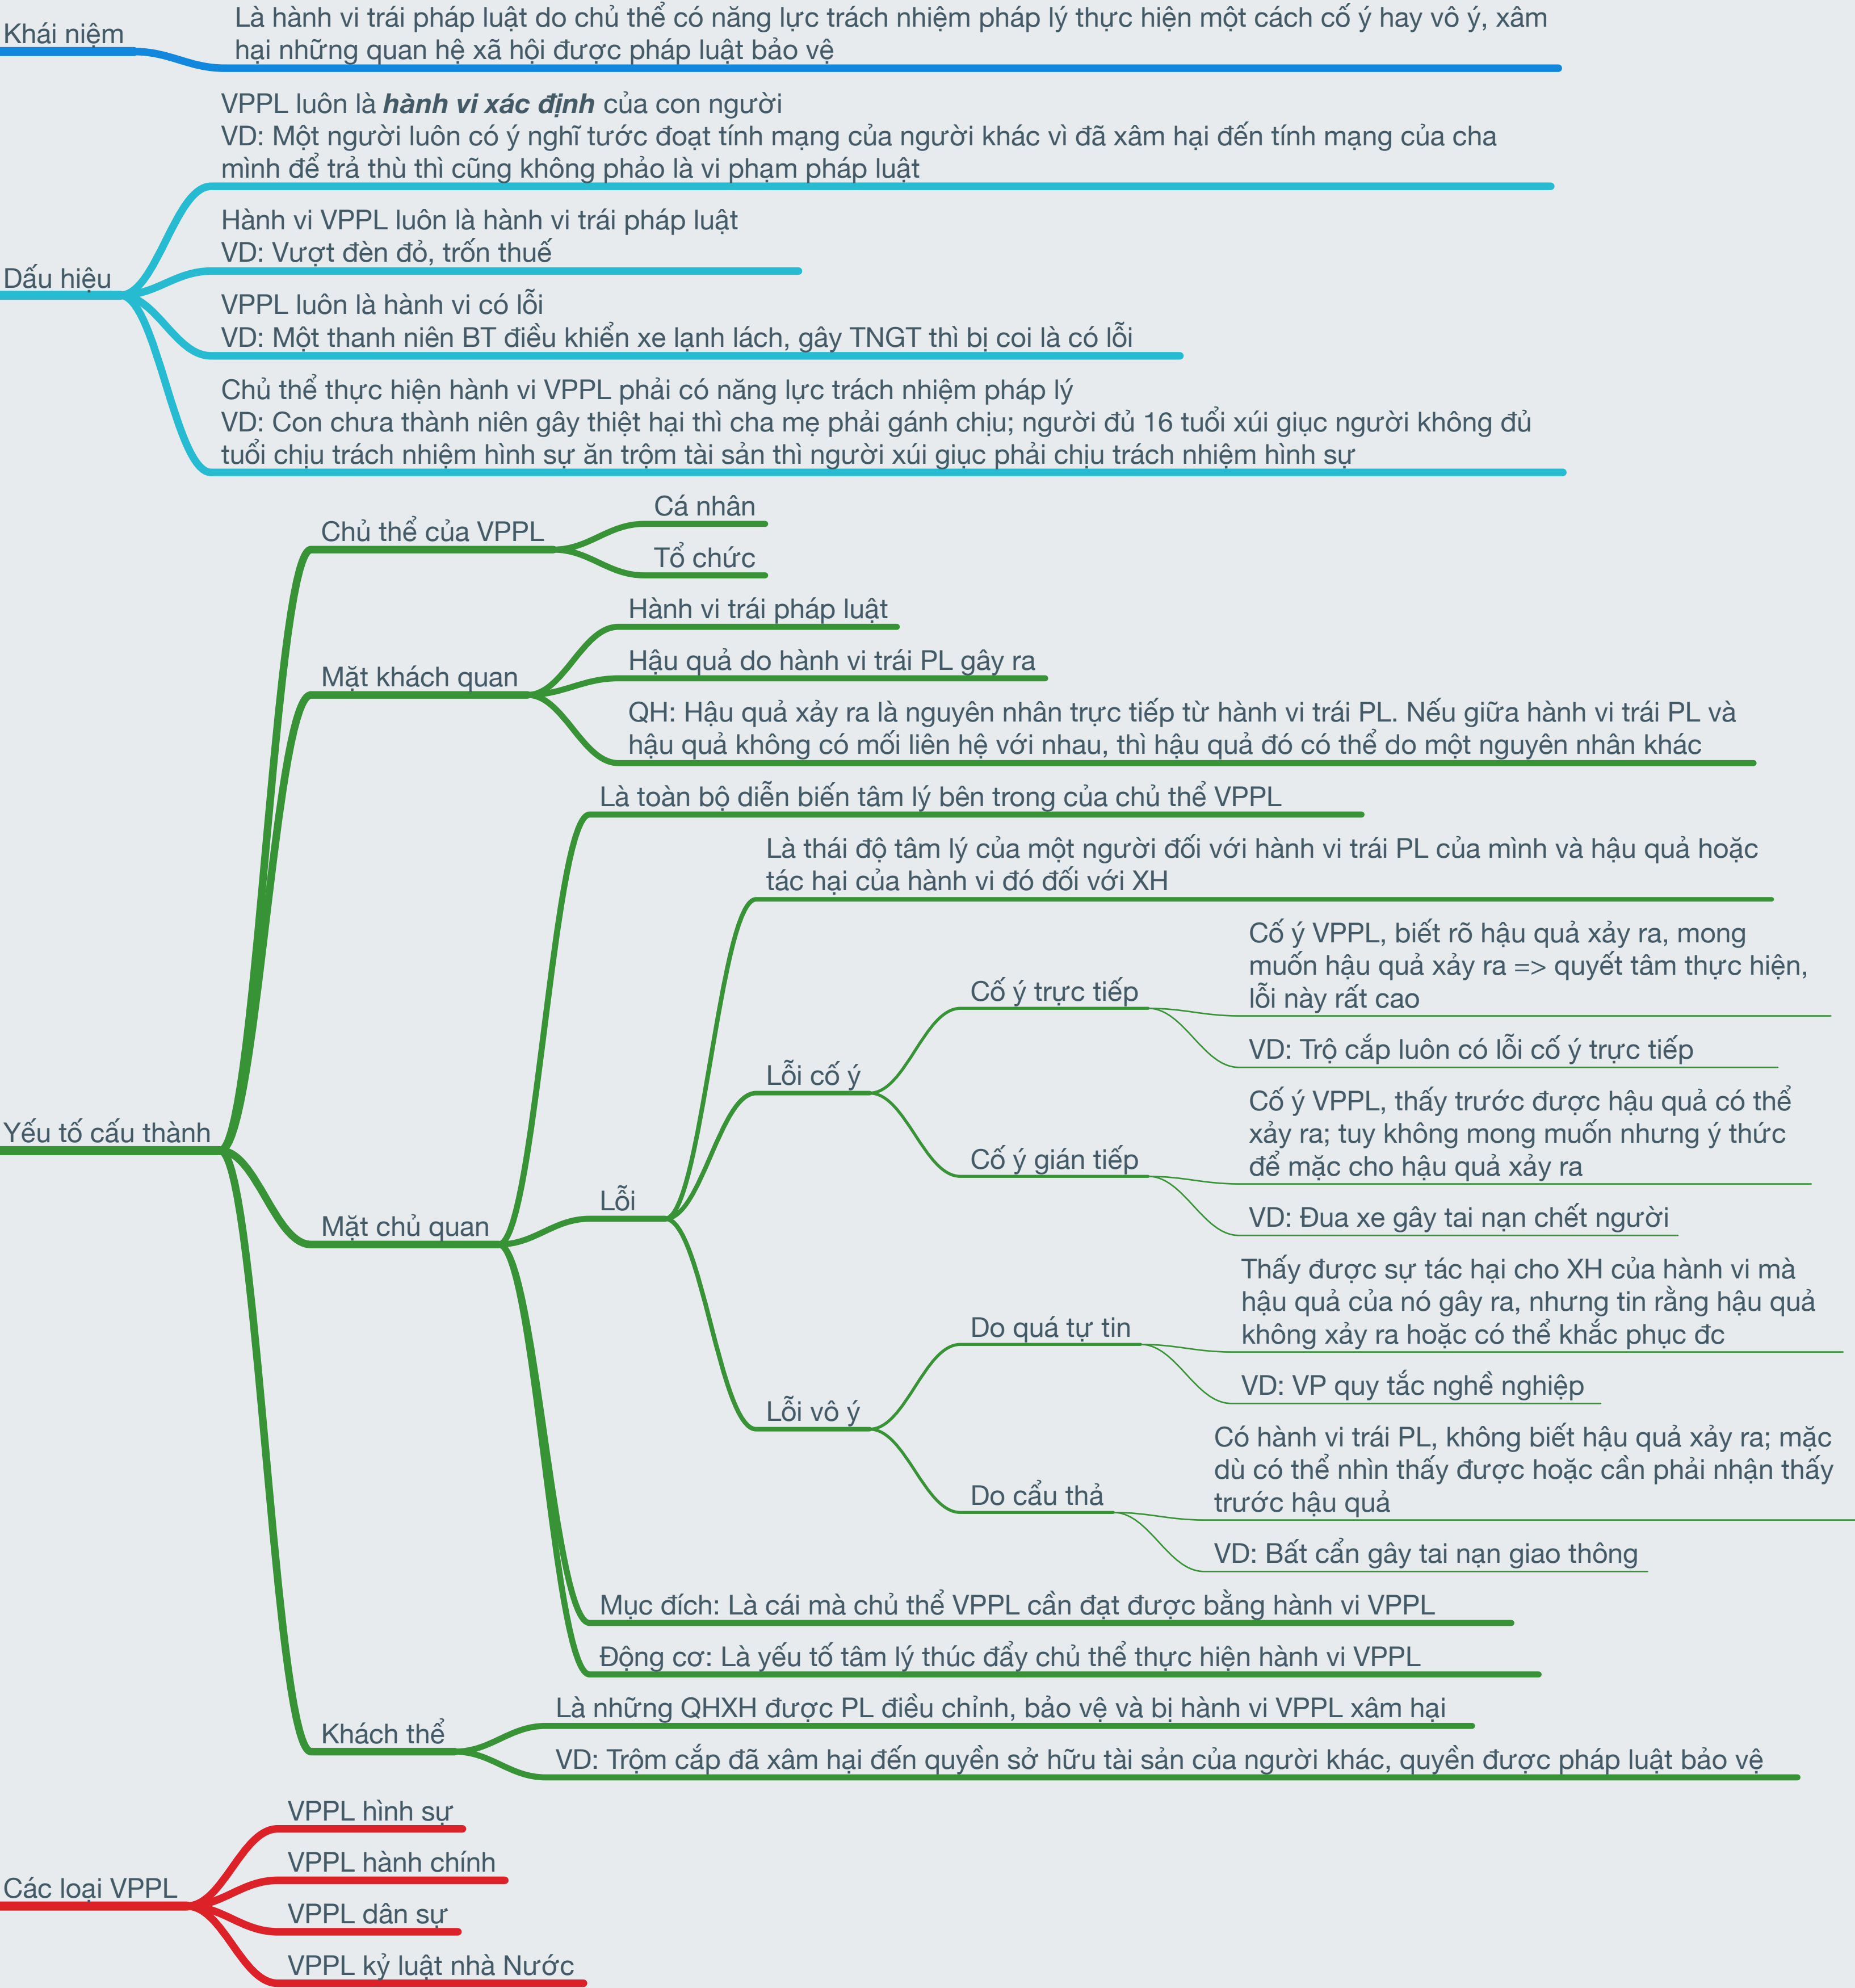 Khái niệm
Là hành vi trái pháp luật do chủ thể có năng lực trách nhiệm pháp lý thực hiện một cách cố ý hay vô ý, xâm
hại những quan hệ xã hội được pháp luật bảo vệ
Dấu hiệu
VPPL luôn là hành vi xác định của con người
VD: Một người luôn có ý nghĩ tước đoạt tính mạng của người khác vì đã xâm hại đến tính mạng của cha
mình để trả thù thì cũng không phảo là vi phạm pháp luật
Hành vi VPPL luôn là hành vi trái pháp luật
VD: Vượt đèn đỏ, trốn thuế
VPPL luôn là hành vi có lỗi
VD: Một thanh niên BT điều khiển xe lạnh lách, gây TNGT thì bị coi là có lỗi
Chủ thể thực hiện hành vi VPPL phải có năng lực trách nhiệm pháp lý
VD: Con chưa thành niên gây thiệt hại thì cha mẹ phải gánh chịu; người đủ 16 tuổi xúi giục người không đủ
tuổi chịu trách nhiệm hình sự ăn trộm tài sản thì người xúi giục phải chịu trách nhiệm hình sự
Yếu tố cấu thành
Chủ thể của VPPL
Cá nhân
Tổ chức
Mặt khách quan
Hành vi trái pháp luật
Hậu quả do hành vi trái PL gây ra
QH: Hậu quả xảy ra là nguyên nhân trực tiếp từ hành vi trái PL. Nếu giữa hành vi trái PL và
hậu quả không có mối liên hệ với nhau, thì hậu quả đó có thể do một nguyên nhân khác
Mặt chủ quan
Là toàn bộ diễn biến tâm lý bên trong của chủ thể VPPL
Lỗi
Là thái độ tâm lý của một người đối với hành vi trái PL của mình và hậu quả hoặc
tác hại của hành vi đó đối với XH
Lỗi cố ý
Cố ý trực tiếp
Cố ý VPPL, biết rõ hậu quả xảy ra, mong
muốn hậu quả xảy ra => quyết tâm thực hiện,
lỗi này rất cao
VD: Trộ cắp luôn có lỗi cố ý trực tiếp
Cố ý gián tiếp
Cố ý VPPL, thấy trước được hậu quả có thể
xảy ra; tuy không mong muốn nhưng ý thức
để mặc cho hậu quả xảy ra
VD: Đua xe gây tai nạn chết người
Lỗi vô ý
Do quá tự tin
Thấy được sự tác hại cho XH của hành vi mà
hậu quả của nó gây ra, nhưng tin rằng hậu quả
không xảy ra hoặc có thể khắc phục đc
VD: VP quy tắc nghề nghiệp
Do cẩu thả
Có hành vi trái PL, không biết hậu quả xảy ra; mặc
dù có thể nhìn thấy được hoặc cần phải nhận thấy
trước hậu quả
VD: Bất cẩn gây tai nạn giao thông
Mục đích: Là cái mà chủ thể VPPL cần đạt được bằng hành vi VPPL
Động cơ: Là yếu tố tâm lý thúc đẩy chủ thể thực hiện hành vi VPPL
Khách thể
Là những QHXH được PL điều chỉnh, bảo vệ và bị hành vi VPPL xâm hại
VD: Trộm cắp đã xâm hại đến quyền sở hữu tài sản của người khác, quyền được pháp luật bảo vệ
Các loại VPPL
VPPL hình sự
VPPL hành chính
VPPL dân sự
VPPL kỷ luật nhà Nước